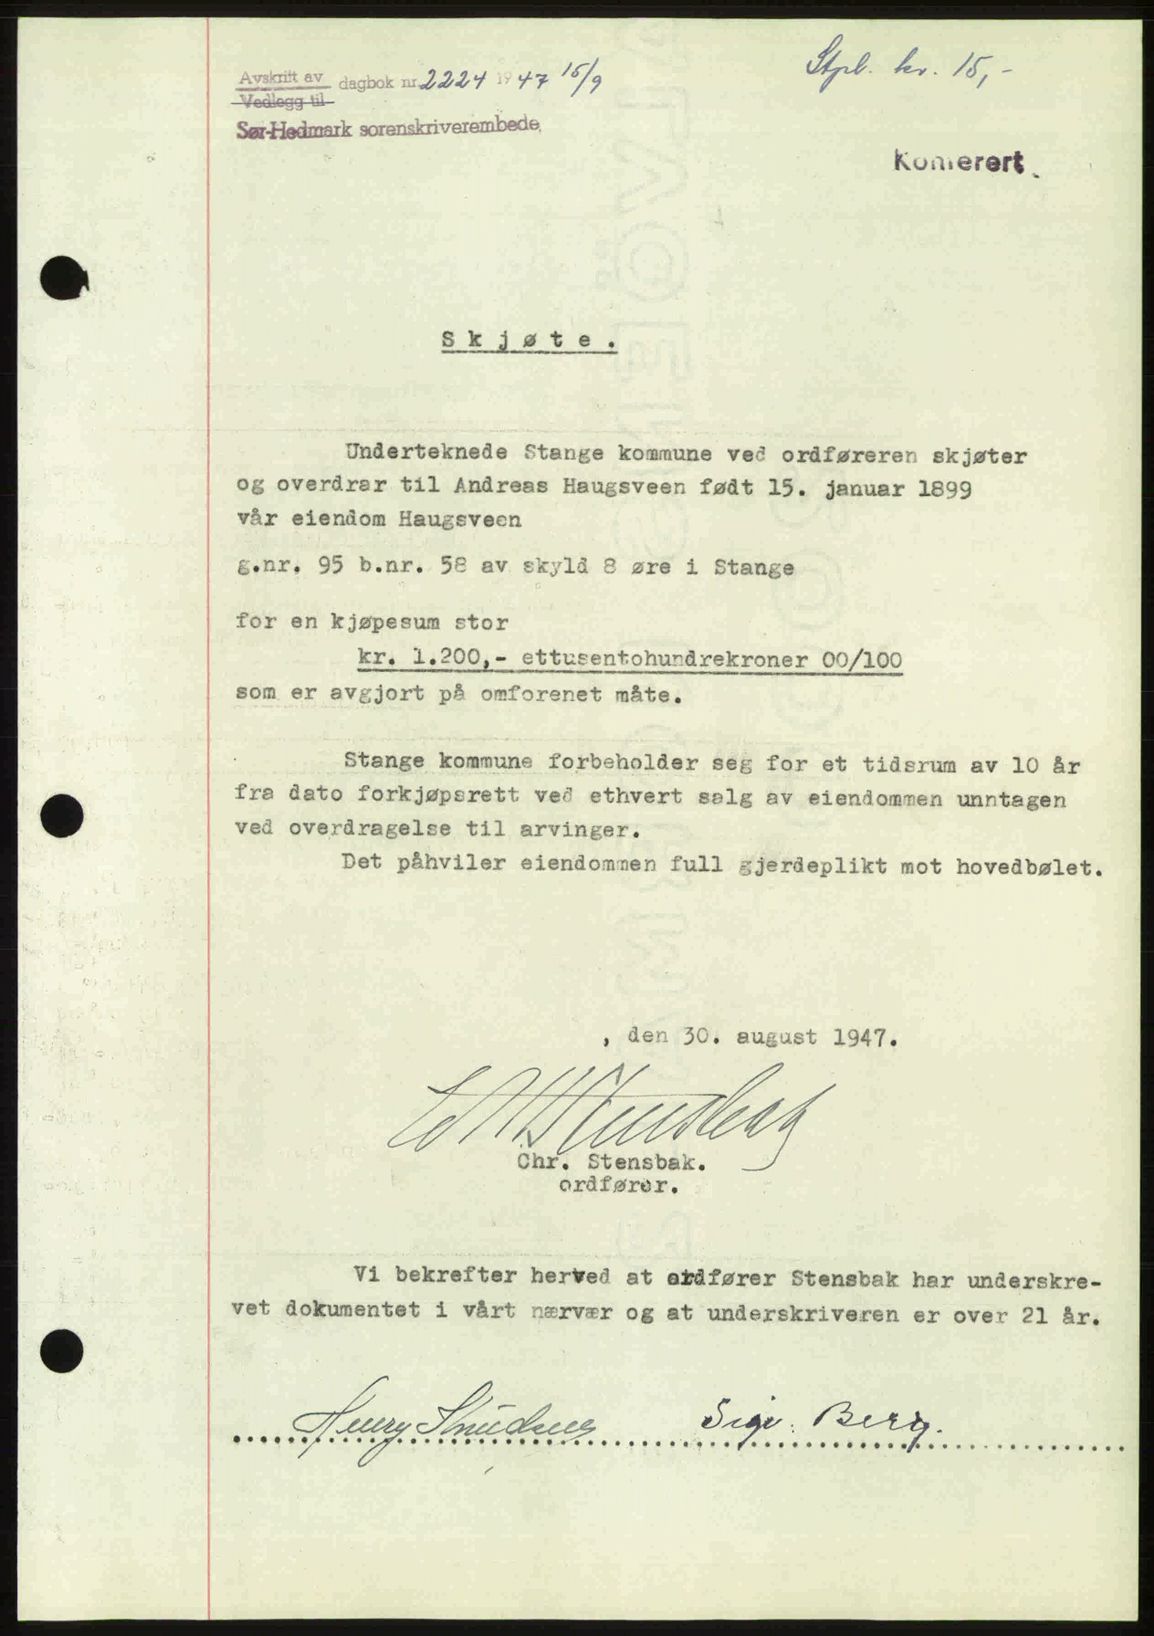 Stpl. kr. 15,-
Avskritt av dagbok nr. 2224 1947 15/9
Vedlegg til
Sør-Hedmark sorenskriverembede.
Konferert
Skjøte.
Underteknede Stange kommune ved ordføreren skjøter
og overdrar til Andreas Haugsveen født 15. januar 1899
vår eiendom Haugsveen
g.nr. 95 b.nr. 58 av skyld 8 øre i Stange
for en kjøpesum stor
kr. 1.200,- ettusentohundrekroner 00/100
som er avgjort på omforenet måte.
Stange kommune forbeholder seg for et tidsrum av 10 år
fra dato forkjøpsrett ved ethvert salg av eiendommen unntagen
ved overdragelse til arvinger.
Det påhviler eiendommen full gjerdeplikt mot hovedbølet.
, den 30. august 1947.
Chr. Stensbak.
ordfører.
Vi bekrefter herved at ordfører Stensbak har underskre-
vet dokumentet i vårt nærvær og at underskriveren er over 21 år.
Henry Knudsen Sigv. Berg.